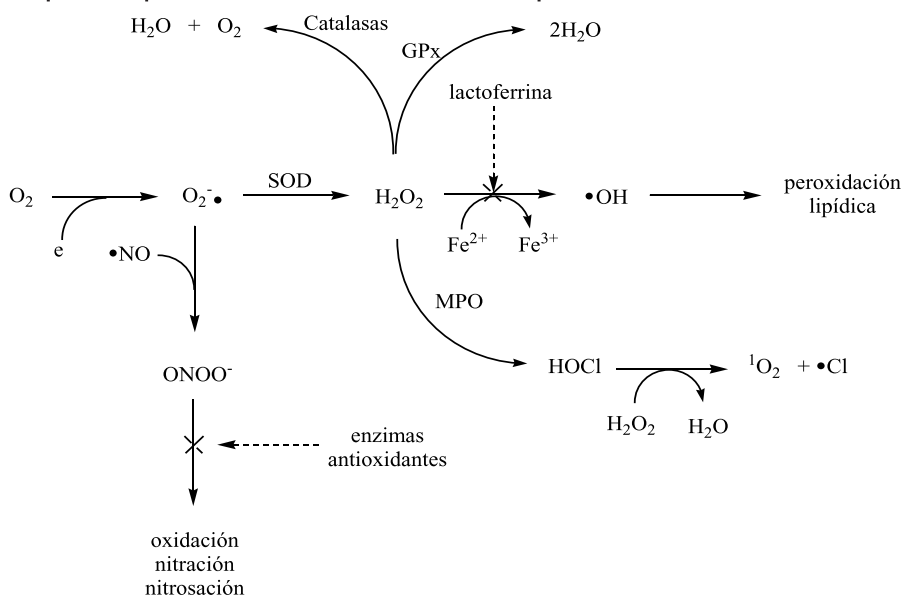 H₂O + O₂
Catalasas
GPx
2H₂O
lactoferrina
O₂
e
O₂⁻•
SOD
H₂O₂
Fe²⁺
Fe³⁺
•OH
peroxidación
lipídica
•NO
MPO
ONOO⁻
HOCl
H₂O₂
H₂O
¹O₂ + •Cl
enzimas
antioxidantes
oxidación
nitración
nitrosación